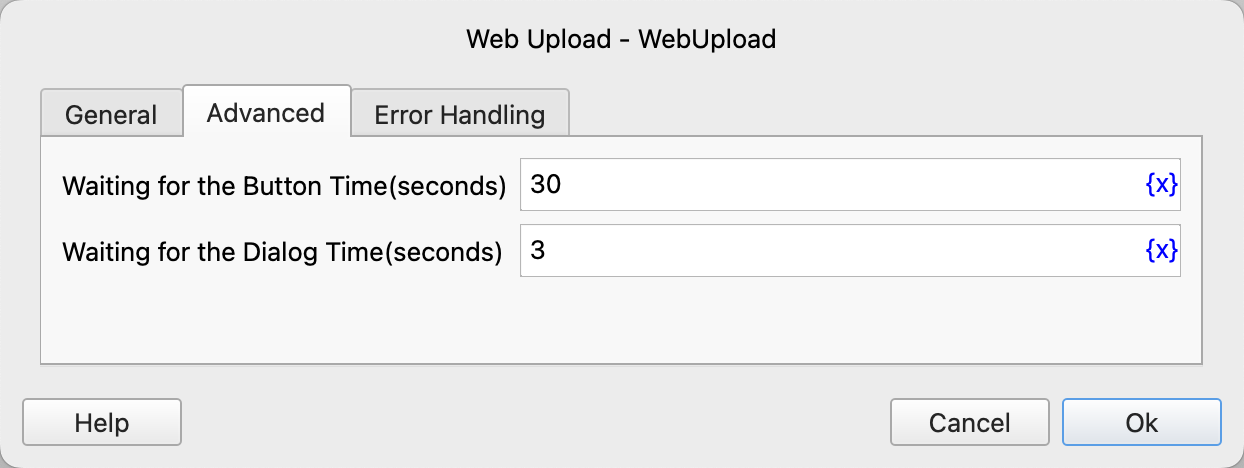 Web Upload - WebUpload
General
Advanced
Error Handling
Waiting for the Button Time(seconds) 30 {x}
Waiting for the Dialog Time(seconds) 3 {x}
Help
Cancel
Ok